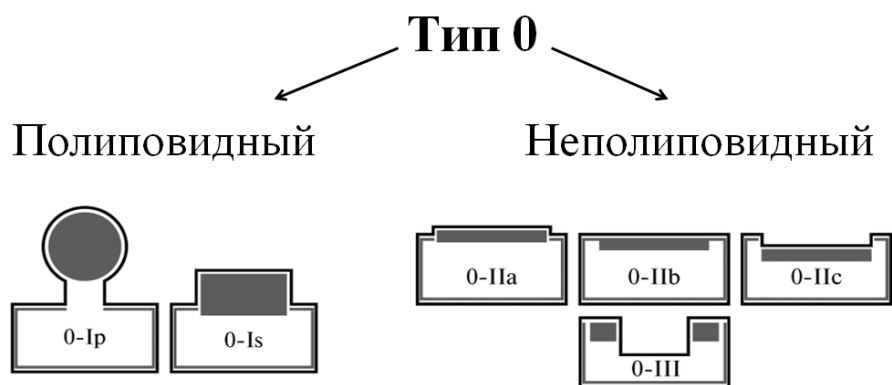 Тип 0
Полиповидный Неполиповидный
0-Ip 0-Is 0-IIa 0-IIb 0-IIc
0-III